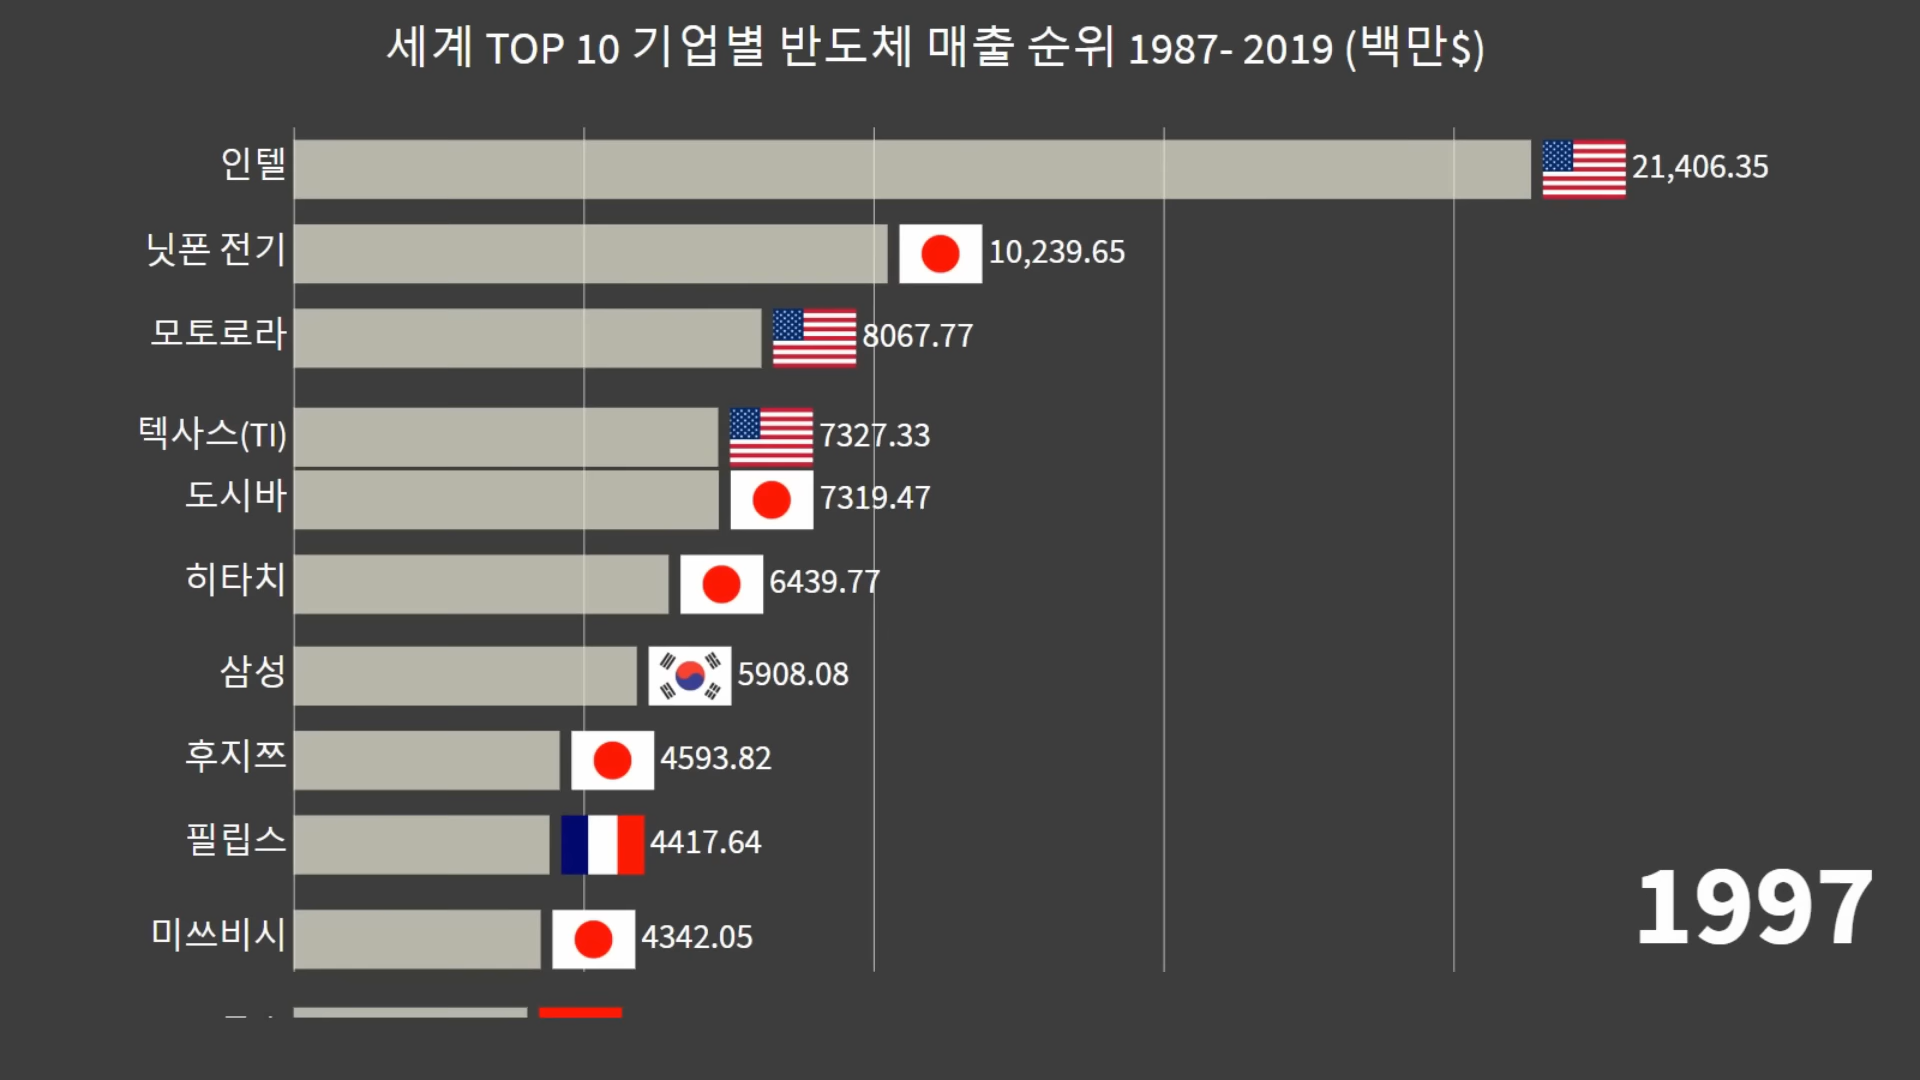 세계 TOP 10 기업별 반도체 매출 순위 1987- 2019 (백만$)
인텔 21,406.35
닛폰 전기 10,239.65
모토로라 8067.77
텍사스(TI) 7327.33
도시바 7319.47
히타치 6439.77
삼성 5908.08
후지쯔 4593.82
필립스 4417.64
미쓰비시 4342.05
1997